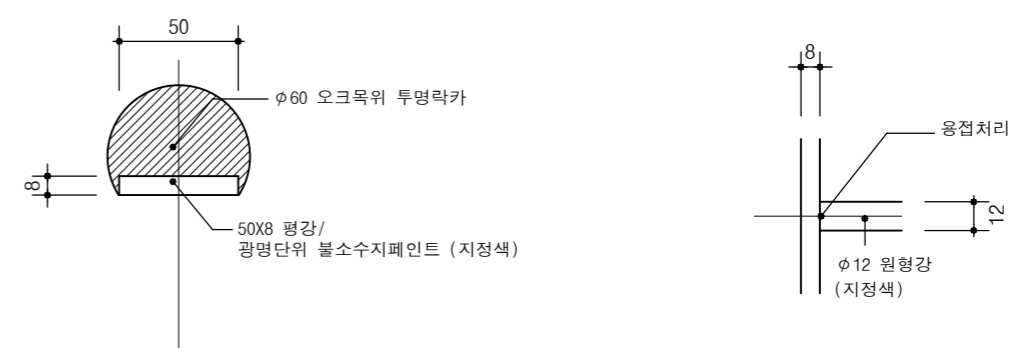 50
φ60 오크목위 투명락카
8
50X8 평강/
광명단위 불소수지페인트 (지정색)
8
용접처리
12
φ12 원형강
(지정색)